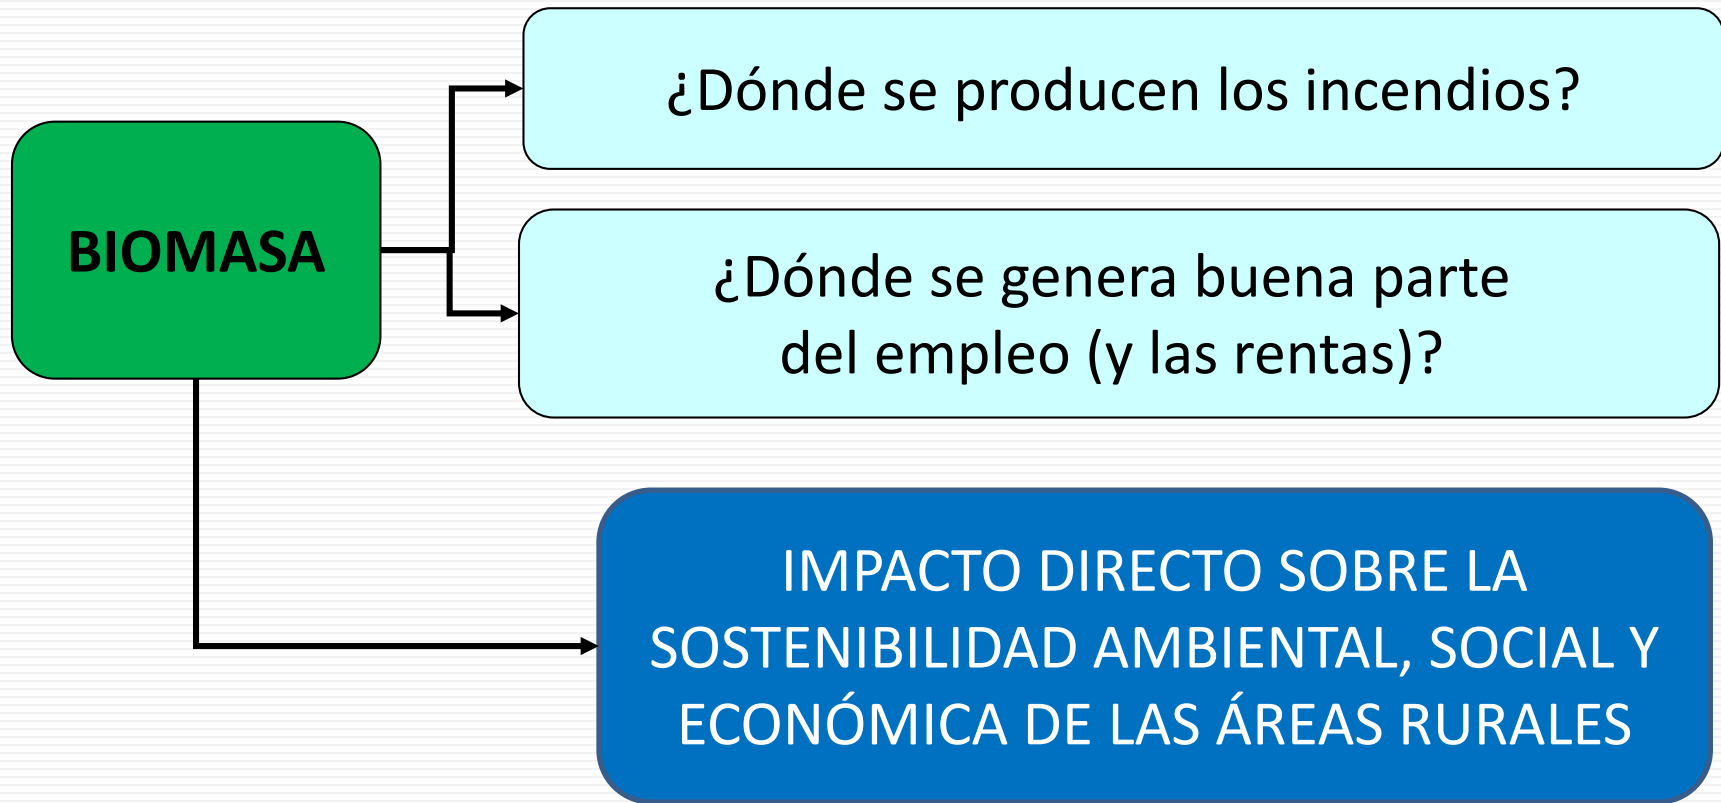 ¿Dónde se producen los incendios?
BIOMASA
¿Dónde se genera buena parte
del empleo (y las rentas)?
IMPACTO DIRECTO SOBRE LA
SOSTENIBILIDAD AMBIENTAL, SOCIAL Y
ECONÓMICA DE LAS ÁREAS RURALES